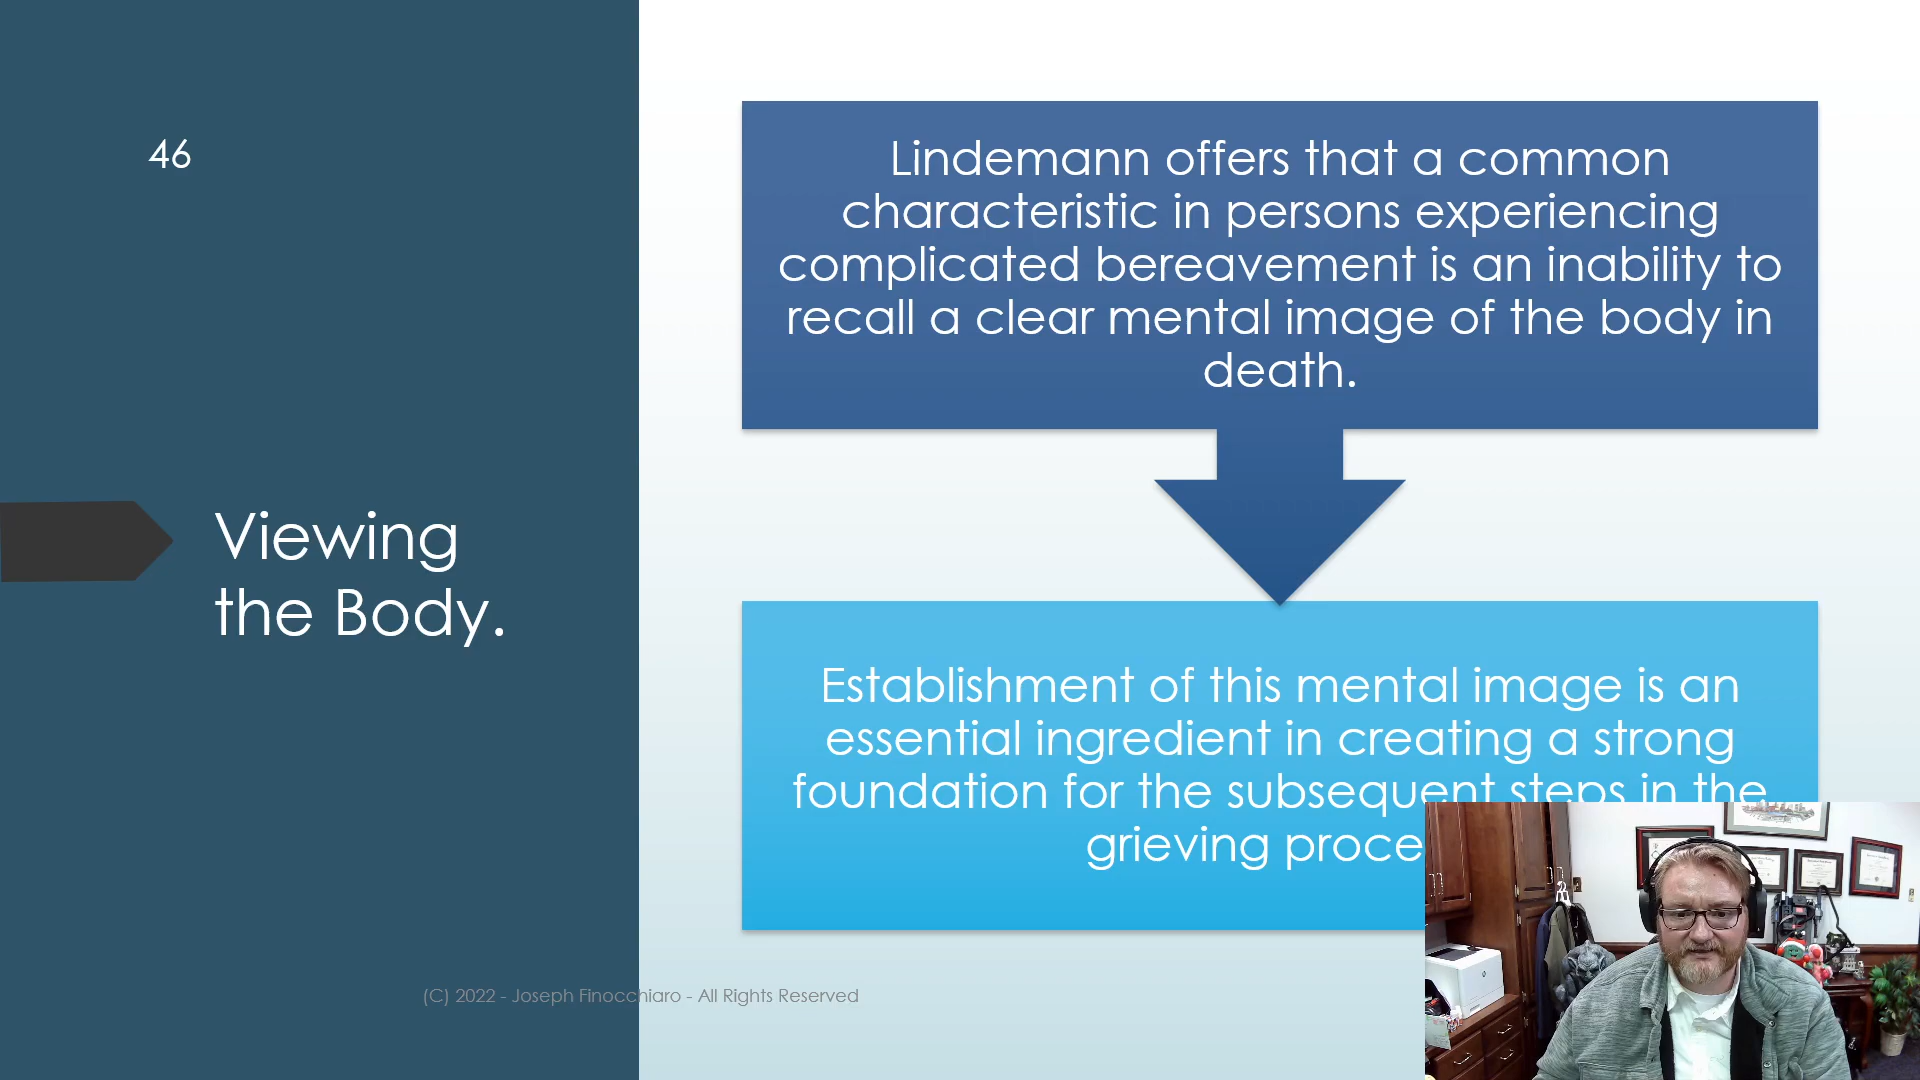 46
Viewing
the Body.
Lindemann offers that a common
characteristic in persons experiencing
complicated bereavement is an inability to
recall a clear mental image of the body in
death.
Establishment of this mental image is an
essential ingredient in creating a strong
foundation for the subsequent steps in the
grieving proce
(C) 2022 - Joseph Finocchiaro - All Rights Reserved